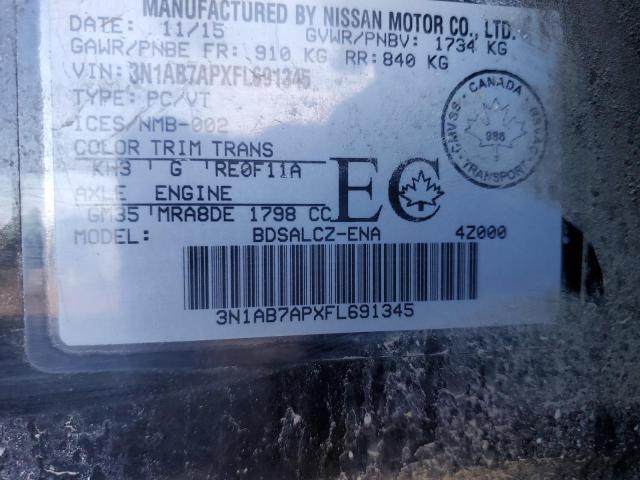 MANUFACTURED BY NISSAN MOTOR CO., LTD.
DATE: 11/15 GVWR/PNBV: 1734 KG
GAWR/PNBE FR: 910 KG RR: 840 KG
VIN: 3N1AB7APXFL691345
TYPE: PC/VT
ICES/NMB-002
COLOR TRIM TRANS
KH3 G RE0F11A
AXLE ENGINE
GM35 MRA8DE 1798 CC
EC
MODEL: BDSALCZ-ENA 4Z000
3N1AB7APXFL691345
CANADA
CMVSS
NSVAC
TRANSPORT